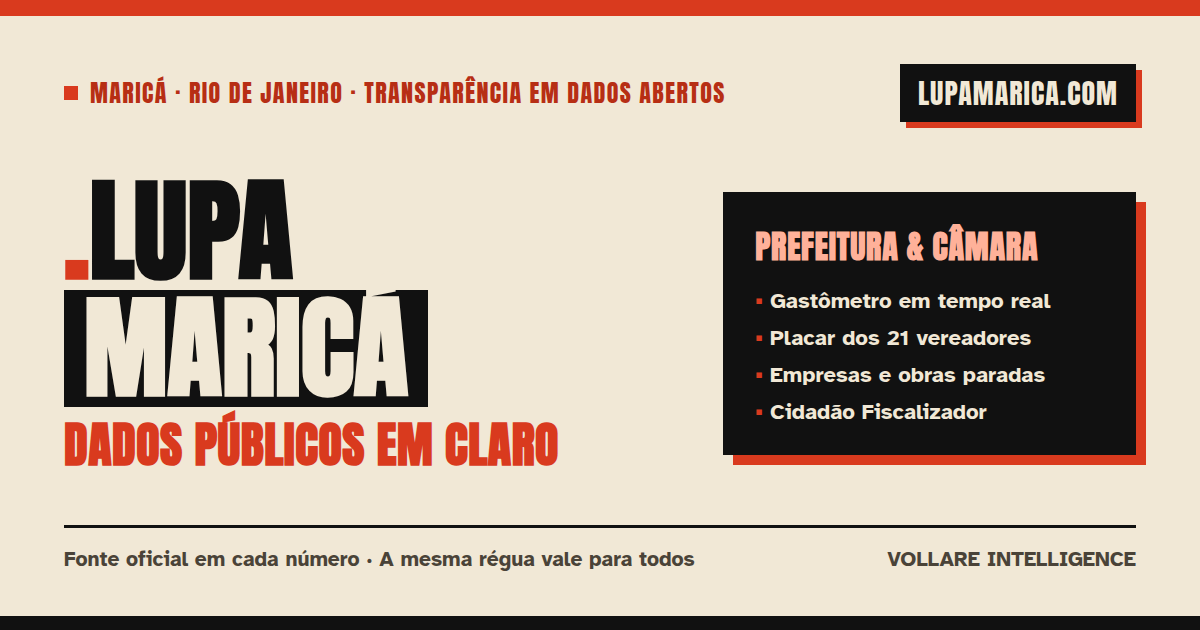 MARICÁ · RIO DE JANEIRO · TRANSPARÊNCIA EM DADOS ABERTOS
LUPAMARICA.COM
.LUPA
MARICÁ
DADOS PÚBLICOS EM CLARO
PREFEITURA & CÂMARA
▪ Gastômetro em tempo real
▪ Placar dos 21 vereadores
▪ Empresas e obras paradas
▪ Cidadão Fiscalizador
Fonte oficial em cada número · A mesma régua vale para todos
VOLLARE INTELLIGENCE